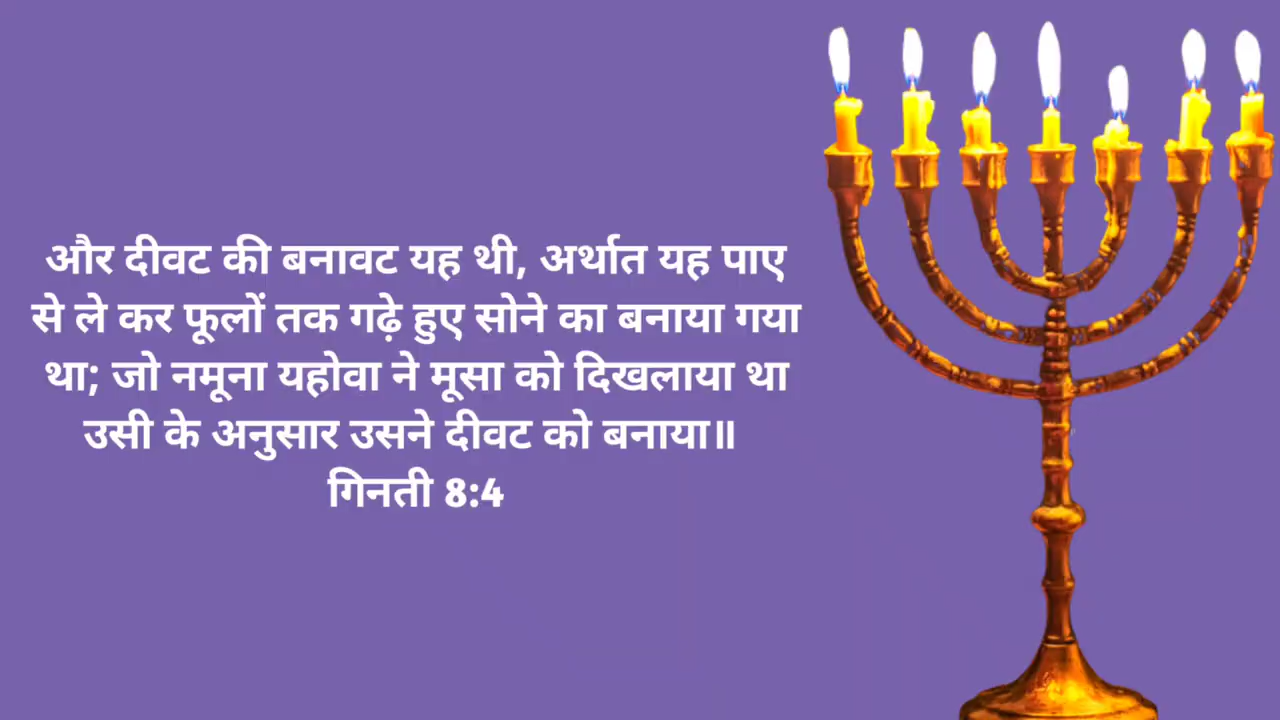 और दीवट की बनावट यह थी, अर्थात यह पाए
से ले कर फूलों तक गढ़े हुए सोने का बनाया गया
था; जो नमूना यहोवा ने मूसा को दिखलाया था
उसी के अनुसार उसने दीवट को बनाया॥
गिनती 8:4